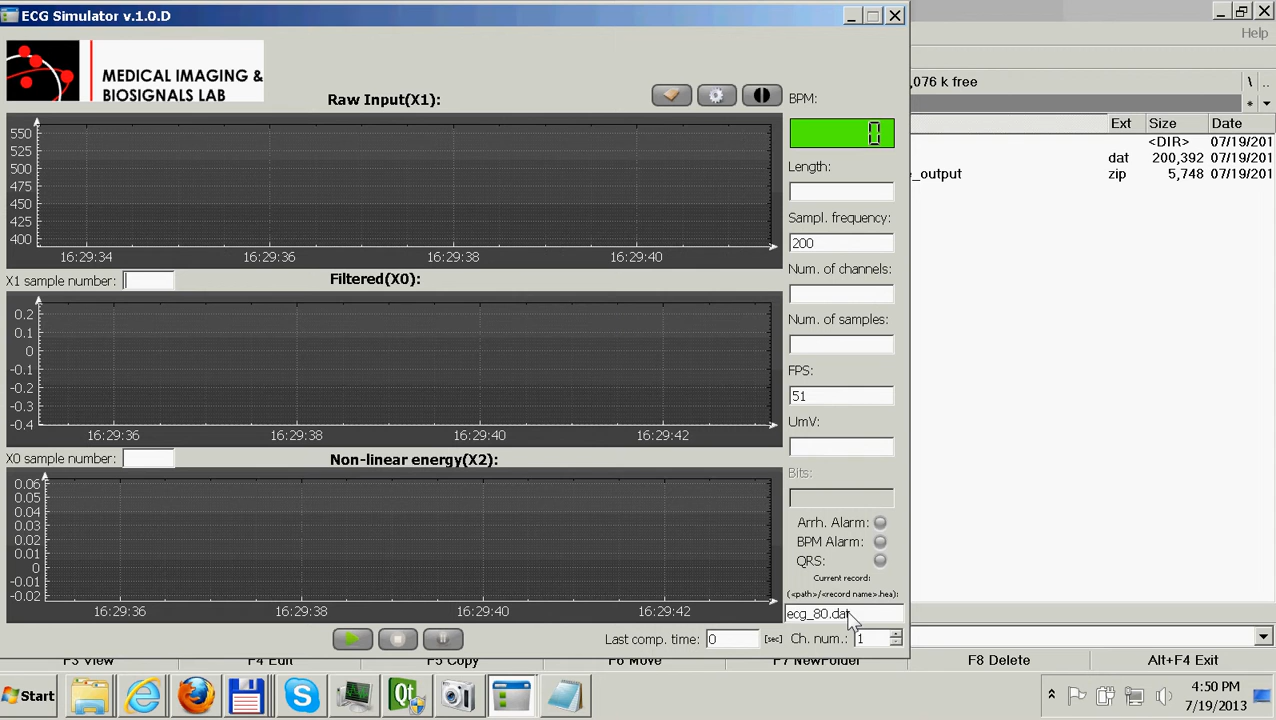 ECG Simulator v.1.0.D
Help
MEDICAL IMAGING &
BIOSIGNALS LAB
,076 k free
\ ..
Raw Input(X1):
BPM:
* 
Ext Size Date
550
525
500
475
450
425
400
16:29:34 16:29:36 16:29:38 16:29:40
0
<DIR> 07/19/201
dat 200,392 07/19/201
e_output zip 5,748 07/19/201
Length:
Sampl. frequency:
200
Num. of channels:
X1 sample number:
Filtered(X0):
0.2
0.1
0
-0.1
-0.2
-0.3
-0.4
16:29:36 16:29:38 16:29:40 16:29:42
Num. of samples:
FPS:
51
UmV:
X0 sample number:
Non-linear energy(X2):
0.06
0.05
0.04
0.03
0.02
0.01
0
-0.01
-0.02
16:29:36 16:29:38 16:29:40 16:29:42
Bits:
Arrh. Alarm:
BPM Alarm:
QRS:
Current record:
(<path>/<record name>.hea):
ecg_80.dat
Last comp. time: 0 [sec] Ch. num.: 1
F3 View F4 Edit F5 Copy F6 Move F7 NewFolder F8 Delete Alt+F4 Exit
Start
4:50 PM
7/19/2013